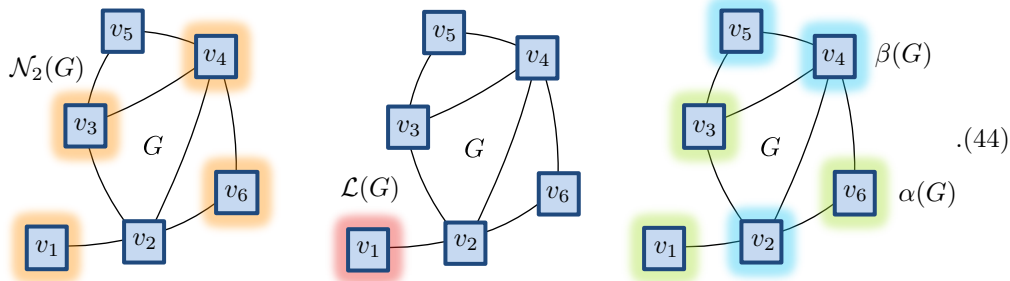 v₅ v₄ 𝒩₂(G) v₃ G v₆ v₁ v₂
v₅ v₄ v₃ G v₆ ℒ(G) v₁ v₂
v₅ v₄ β(G) v₃ G v₆ α(G) v₁ v₂
.(44)